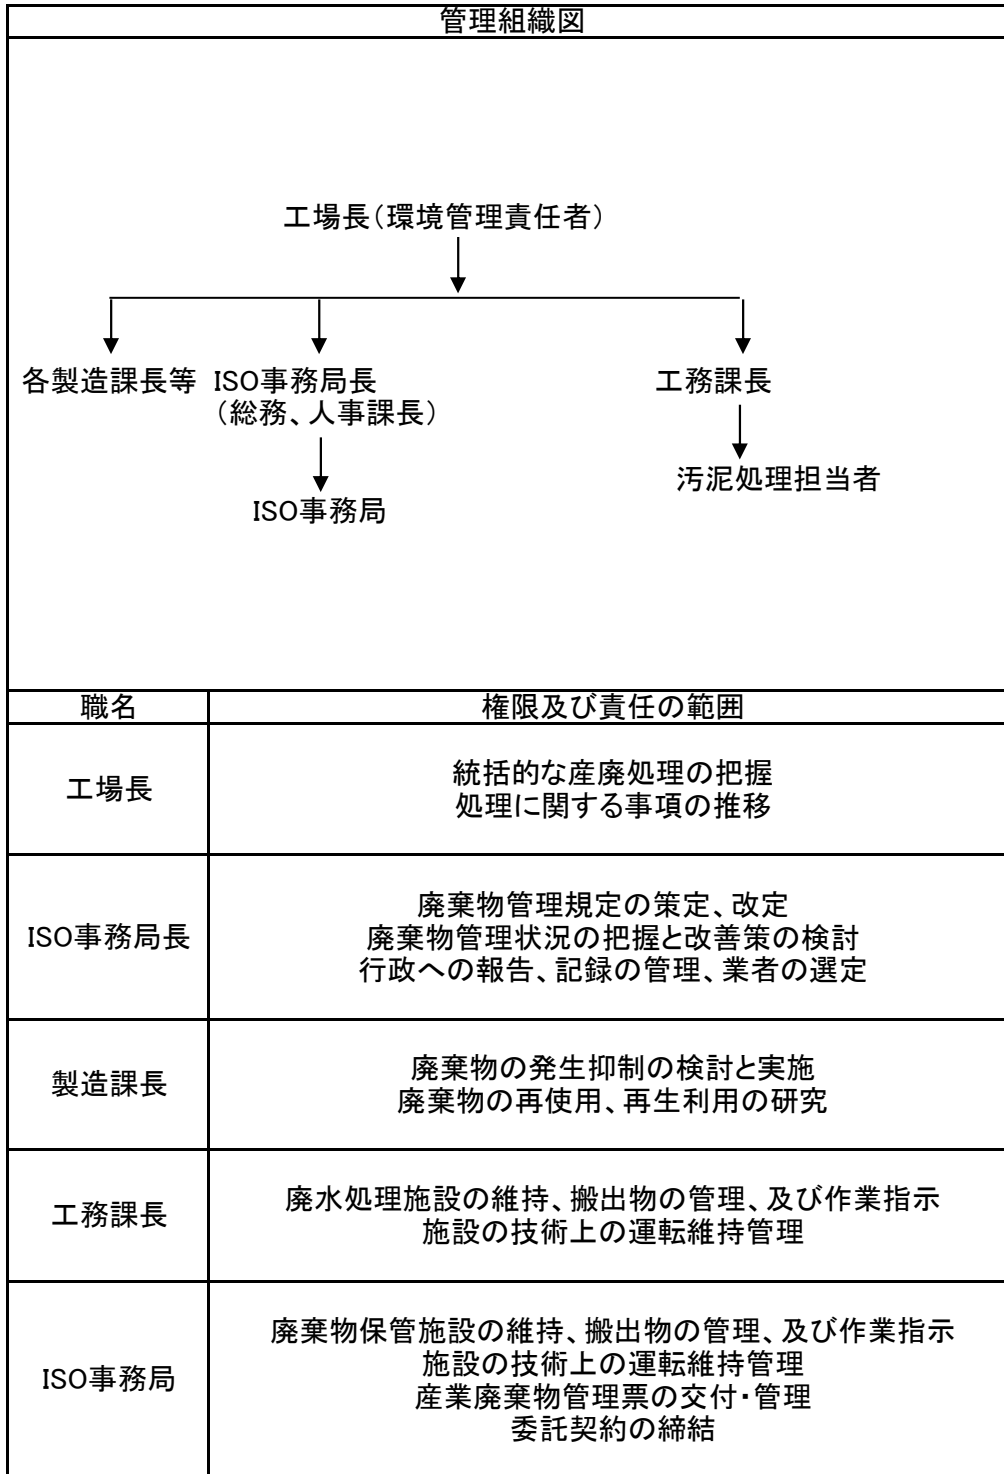 管理組織図
工場長（環境管理責任者）
各製造課長等 ISO事務局長 工務課長
（総務、人事課長）
汚泥処理担当者
ISO事務局
職名 権限及び責任の範囲
工場長
統括的な産廃処理の把握
処理に関する事項の推移
ISO事務局長
廃棄物管理規定の策定、改定
廃棄物管理状況の把握と改善策の検討
行政への報告、記録の管理、業者の選定
製造課長
廃棄物の発生抑制の検討と実施
廃棄物の再使用、再生利用の研究
工務課長
廃水処理施設の維持、搬出物の管理、及び作業指示
施設の技術上の運転維持管理
ISO事務局
廃棄物保管施設の維持、搬出物の管理、及び作業指示
施設の技術上の運転維持管理
産業廃棄物管理票の交付・管理
委託契約の締結